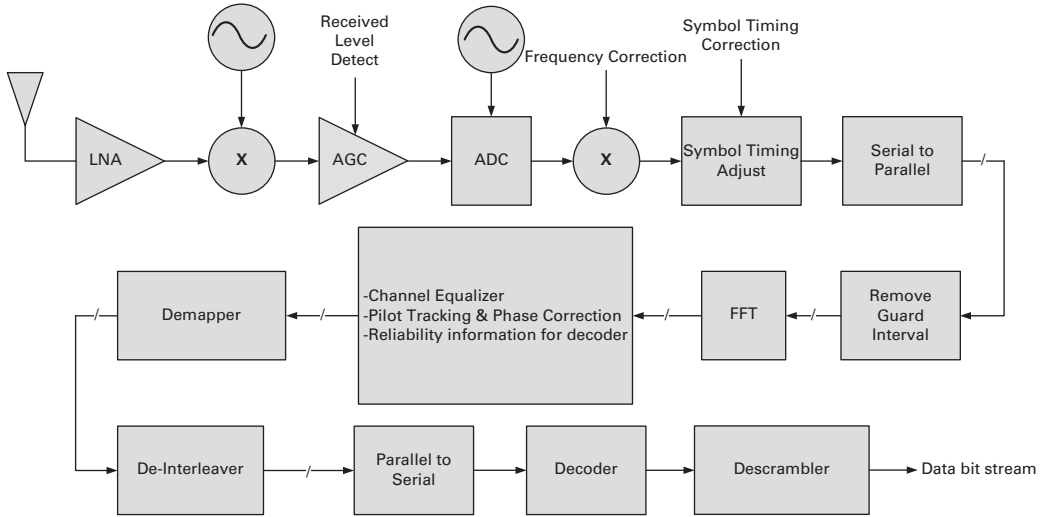 Received
Level
Detect
Symbol Timing
Correction
Frequency Correction
LNA
X
AGC
ADC
X
Symbol Timing
Adjust
Serial to
Parallel
Demapper
-Channel Equalizer
-Pilot Tracking & Phase Correction
-Reliability information for decoder
FFT
Remove
Guard
Interval
De-Interleaver
Parallel to
Serial
Decoder
Descrambler
Data bit stream